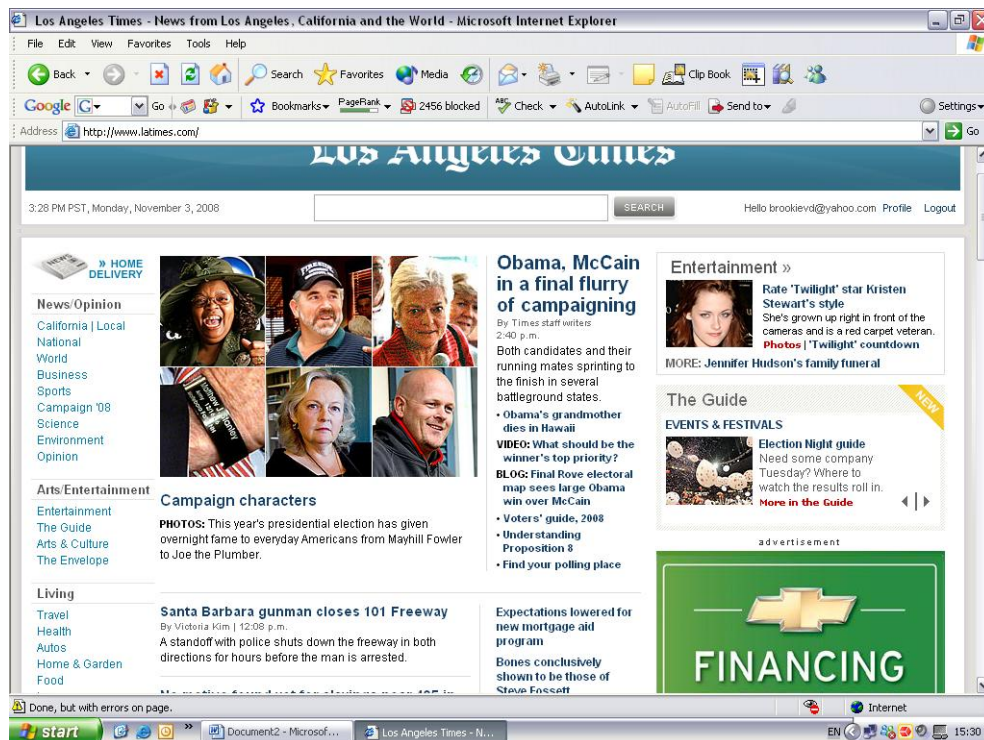 Los Angeles Times - News from Los Angeles, California and the World - Microsoft Internet Explorer
File Edit View Favorites Tools Help
Back Search Favorites Media Clip Book
Google G Go Bookmarks PageRank 2456 blocked ABC Check AutoLink AutoFill Send to Settings
Address http://www.latimes.com/ Go
Los Angeles Times
3:28 PM PST, Monday, November 3, 2008
SEARCH
Hello brookievd@yahoo.com Profile Logout
NEWS
» HOME
DELIVERY
News/Opinion
California | Local
National
World
Business
Sports
Campaign '08
Science
Environment
Opinion
Arts/Entertainment
Entertainment
The Guide
Arts & Culture
The Envelope
Living
Travel
Health
Autos
Home & Garden
Food
Campaign characters
PHOTOS: This year's presidential election has given
overnight fame to everyday Americans from Mayhill Fowler
to Joe the Plumber.
Santa Barbara gunman closes 101 Freeway
By Victoria Kim | 12:08 p.m.
A standoff with police shuts down the freeway in both
directions for hours before the man is arrested.
No motive found yet for slayings near 405 in
Obama, McCain
in a final flurry
of campaigning
By Times staff writers
2:40 p.m.
Both candidates and their
running mates sprinting to
the finish in several
battleground states.
• Obama's grandmother
dies in Hawaii
VIDEO: What should be the
winner's top priority?
BLOG: Final Rove electoral
map sees large Obama
win over McCain
• Voters' guide, 2008
• Understanding
Proposition 8
• Find your polling place
Expectations lowered for
new mortgage aid
program
Bones conclusively
shown to be those of
Steve Fossett
Entertainment »
Rate 'Twilight' star Kristen
Stewart's style
She's grown up right in front of the
cameras and is a red carpet veteran.
Photos | 'Twilight' countdown
MORE: Jennifer Hudson's family funeral
The Guide
NEW
EVENTS & FESTIVALS
Election Night guide
Need some company
Tuesday? Where to
watch the results roll in.
More in the Guide
advertisement
FINANCING
Done, but with errors on page.
Internet
start
Document2 - Microsof...
Los Angeles Times - N...
EN
15:30